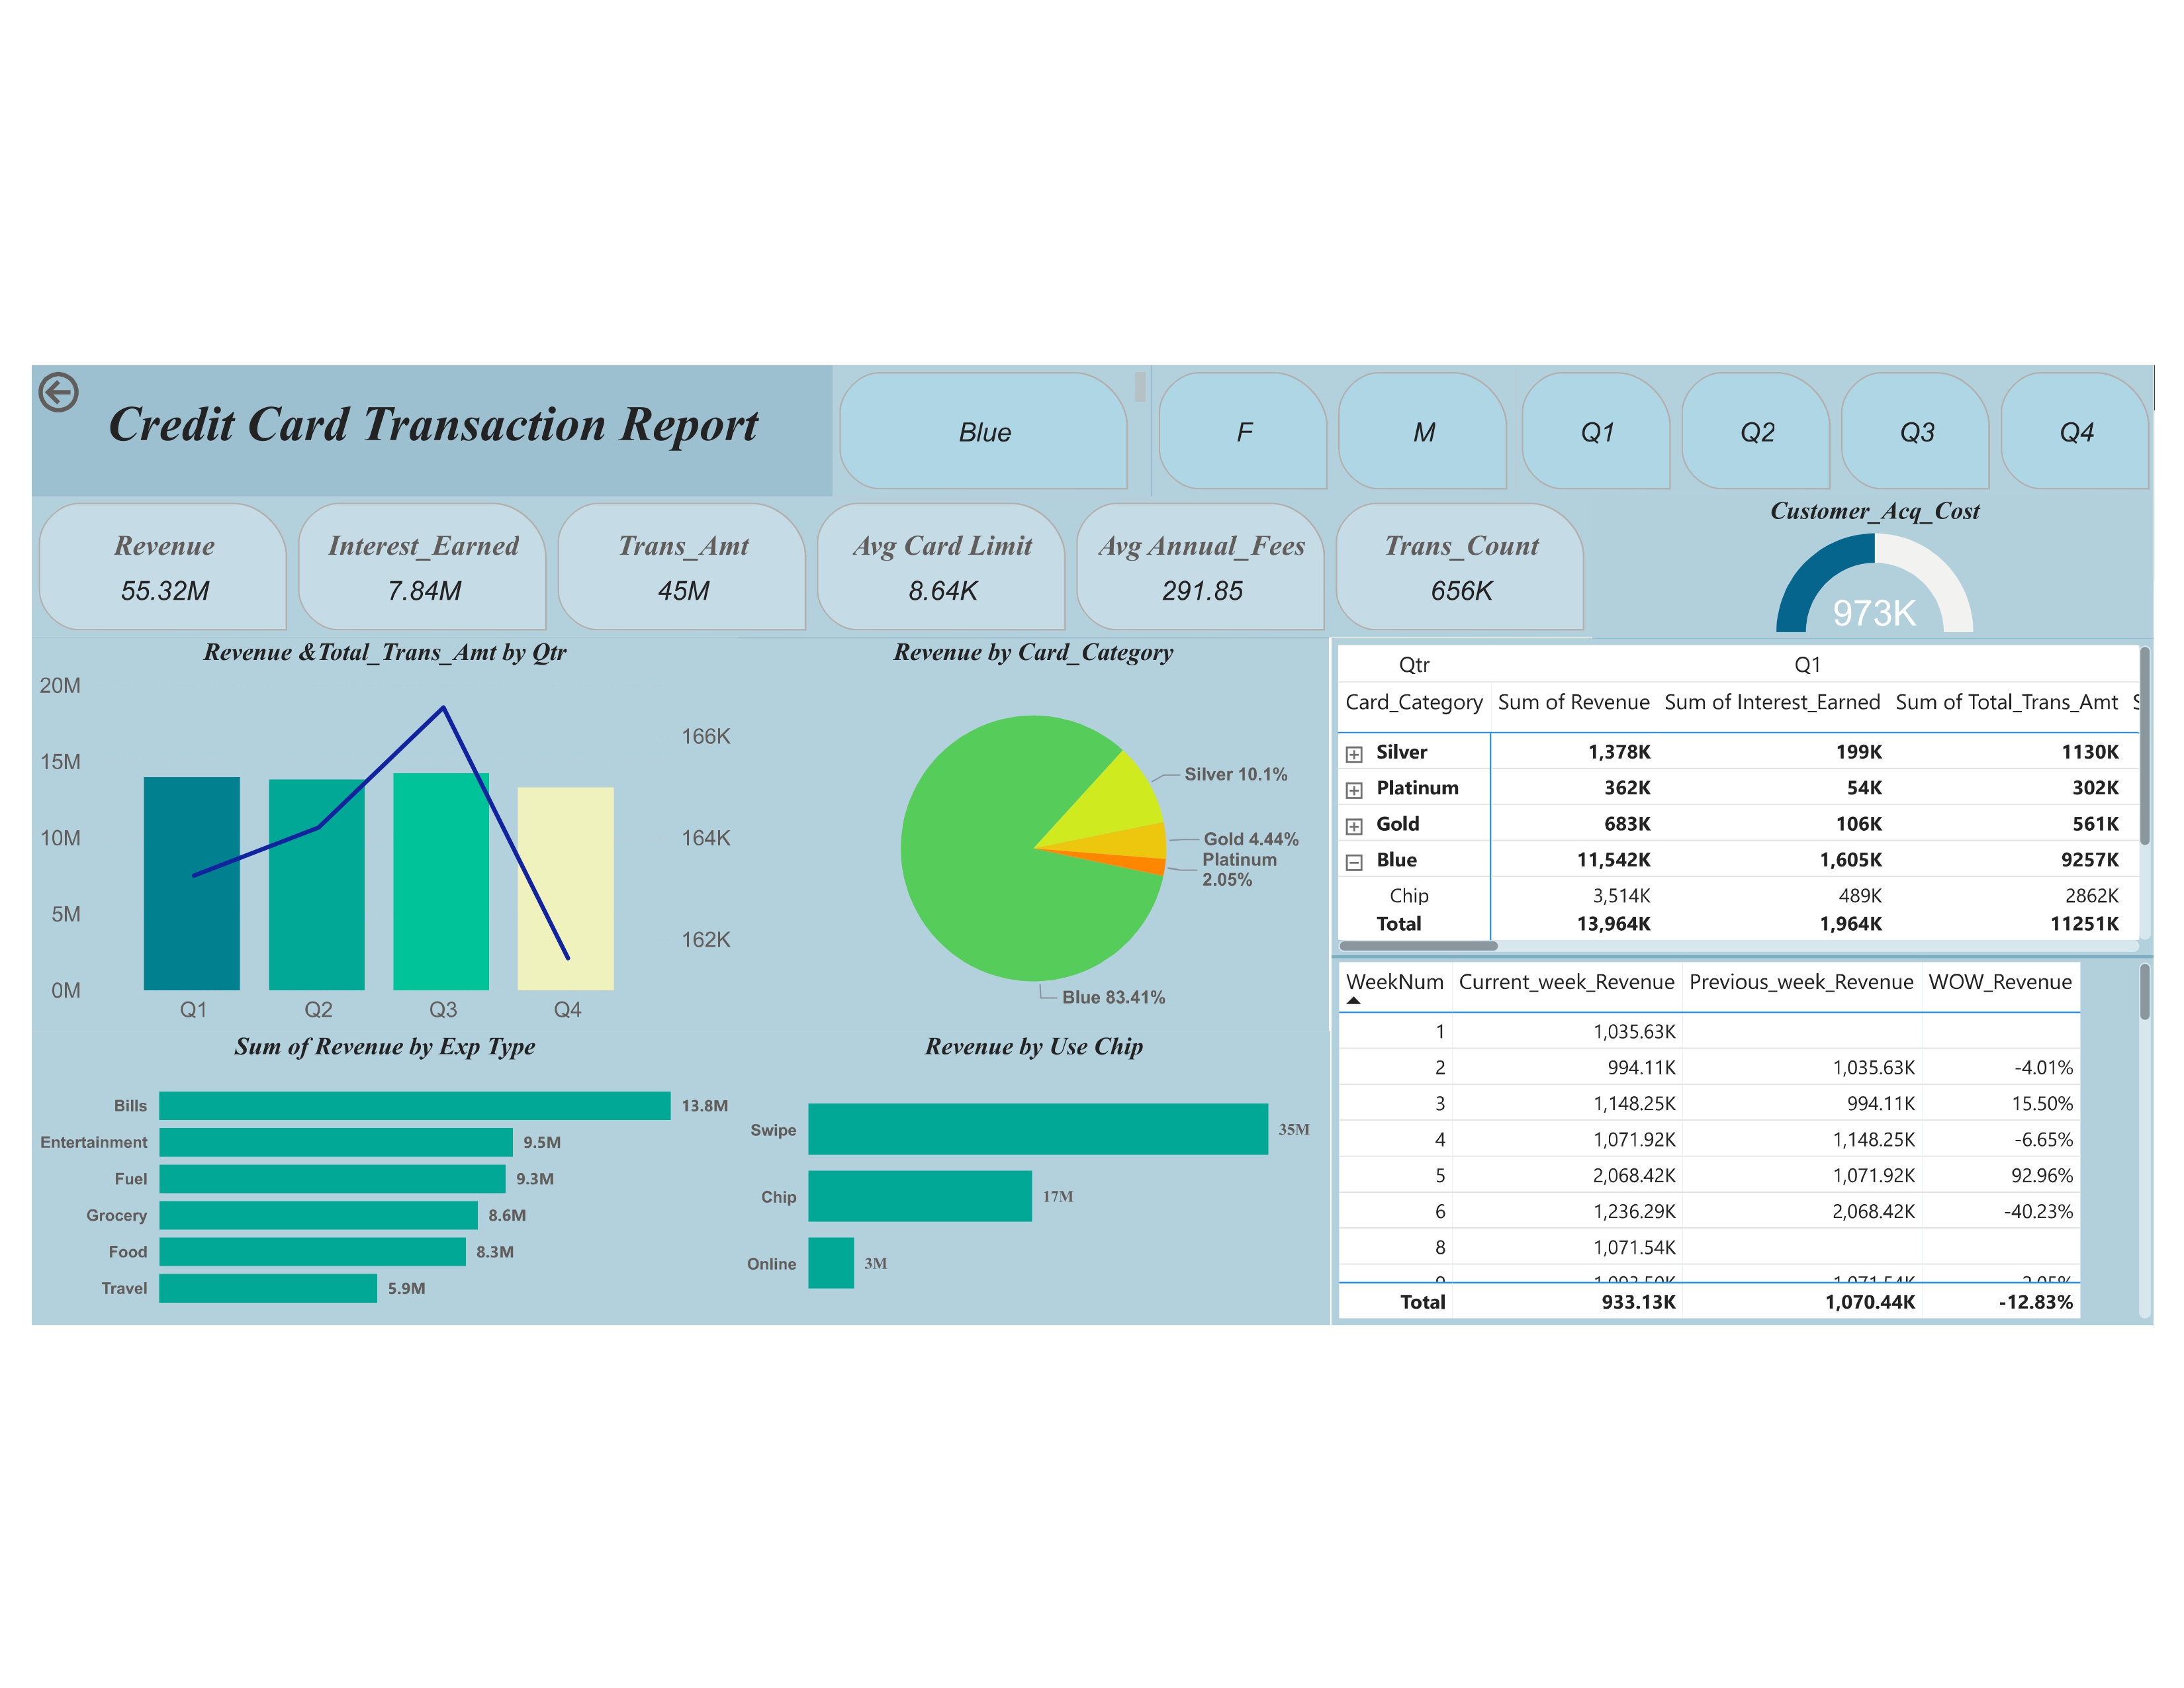 Credit Card Transaction Report
Blue
F
M
Q1
Q2
Q3
Q4
Revenue
55.32M
Interest_Earned
7.84M
Trans_Amt
45M
Avg Card Limit
8.64K
Avg Annual_Fees
291.85
Trans_Count
656K
Customer_Acq_Cost
973K
Revenue &Total_Trans_Amt by Qtr
20M
15M
10M
5M
0M
166K
164K
162K
Q1 Q2 Q3 Q4
Revenue by Card_Category
Silver 10.1%
Gold 4.44%
Platinum
2.05%
Blue 83.41%
Sum of Revenue by Exp Type
Bills 13.8M
Entertainment 9.5M
Fuel 9.3M
Grocery 8.6M
Food 8.3M
Travel 5.9M
Revenue by Use Chip
Swipe 35M
Chip 17M
Online 3M
Qtr Q1
Card_Category Sum of Revenue Sum of Interest_Earned Sum of Total_Trans_Amt S
Silver 1,378K 199K 1130K
Platinum 362K 54K 302K
Gold 683K 106K 561K
Blue 11,542K 1,605K 9257K
Chip 3,514K 489K 2862K
Total 13,964K 1,964K 11251K
WeekNum Current_week_Revenue Previous_week_Revenue WOW_Revenue
1 1,035.63K
2 994.11K 1,035.63K -4.01%
3 1,148.25K 994.11K 15.50%
4 1,071.92K 1,148.25K -6.65%
5 2,068.42K 1,071.92K 92.96%
6 1,236.29K 2,068.42K -40.23%
8 1,071.54K
Total 933.13K 1,070.44K -12.83%